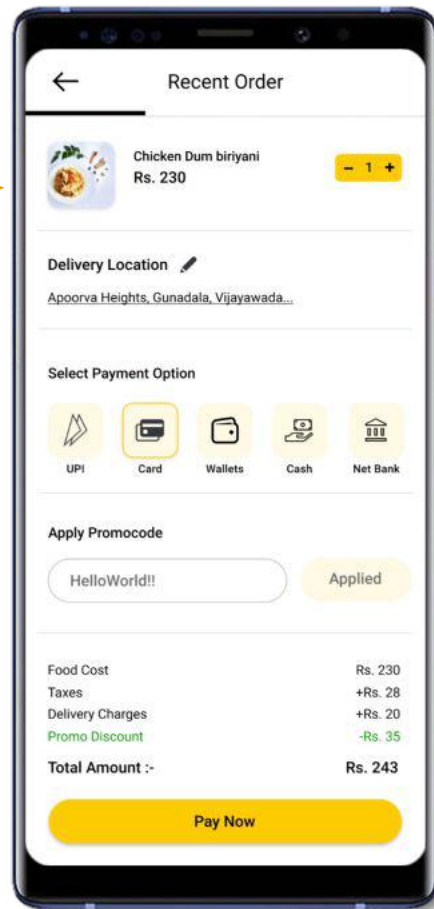 Recent Order
Chicken Dum biriyani
Rs. 230
− 1 +
Delivery Location
Apoorva Heights, Gunadala, Vijayawada...
Select Payment Option
UPI Card Wallets Cash Net Bank
Apply Promocode
HelloWorld!! Applied
Food Cost Rs. 230
Taxes +Rs. 28
Delivery Charges +Rs. 20
Promo Discount -Rs. 35
Total Amount :- Rs. 243
Pay Now